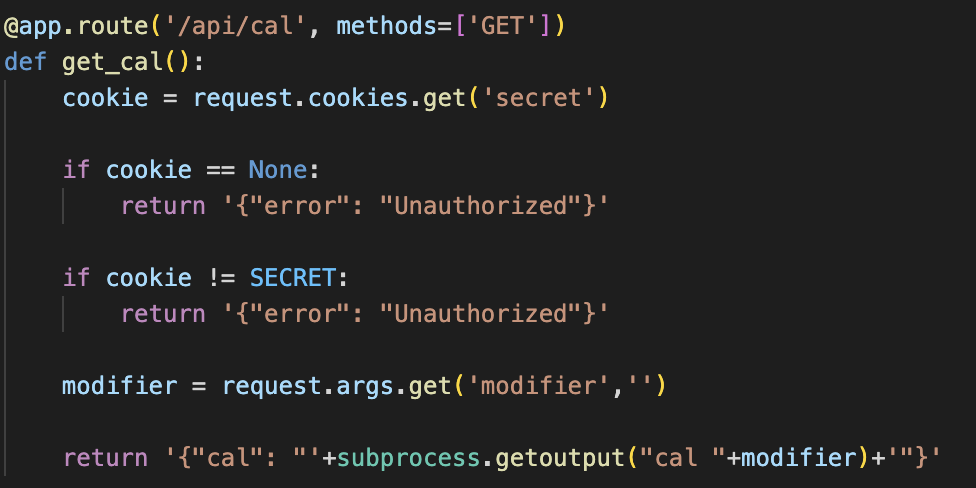 @app.route('/api/cal', methods=['GET'])
def get_cal():
    cookie = request.cookies.get('secret')

    if cookie == None:
        return '{"error": "Unauthorized"}'

    if cookie != SECRET:
        return '{"error": "Unauthorized"}'

    modifier = request.args.get('modifier','')

    return '{"cal": "'+subprocess.getoutput("cal "+modifier)+'"}'